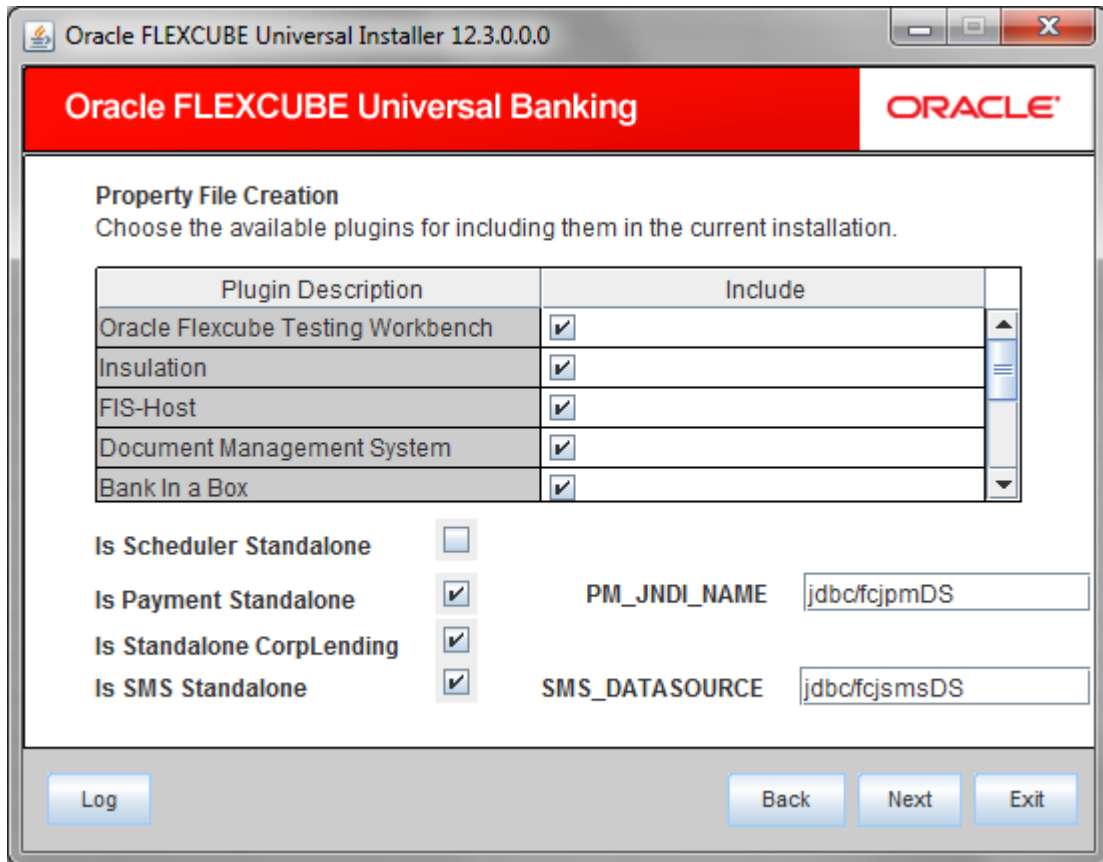 Oracle FLEXCUBE Universal Installer 12.3.0.0.0
Oracle FLEXCUBE Universal Banking
ORACLE
Property File Creation
Choose the available plugins for including them in the current installation.
Plugin Description Include
Oracle Flexcube Testing Workbench
Insulation
FIS-Host
Document Management System
Bank In a Box
Is Scheduler Standalone
Is Payment Standalone PM_JNDI_NAME jdbc/fcjpmDS
Is Standalone CorpLending
Is SMS Standalone SMS_DATASOURCE jdbc/fcjsmsDS
Log Back Next Exit